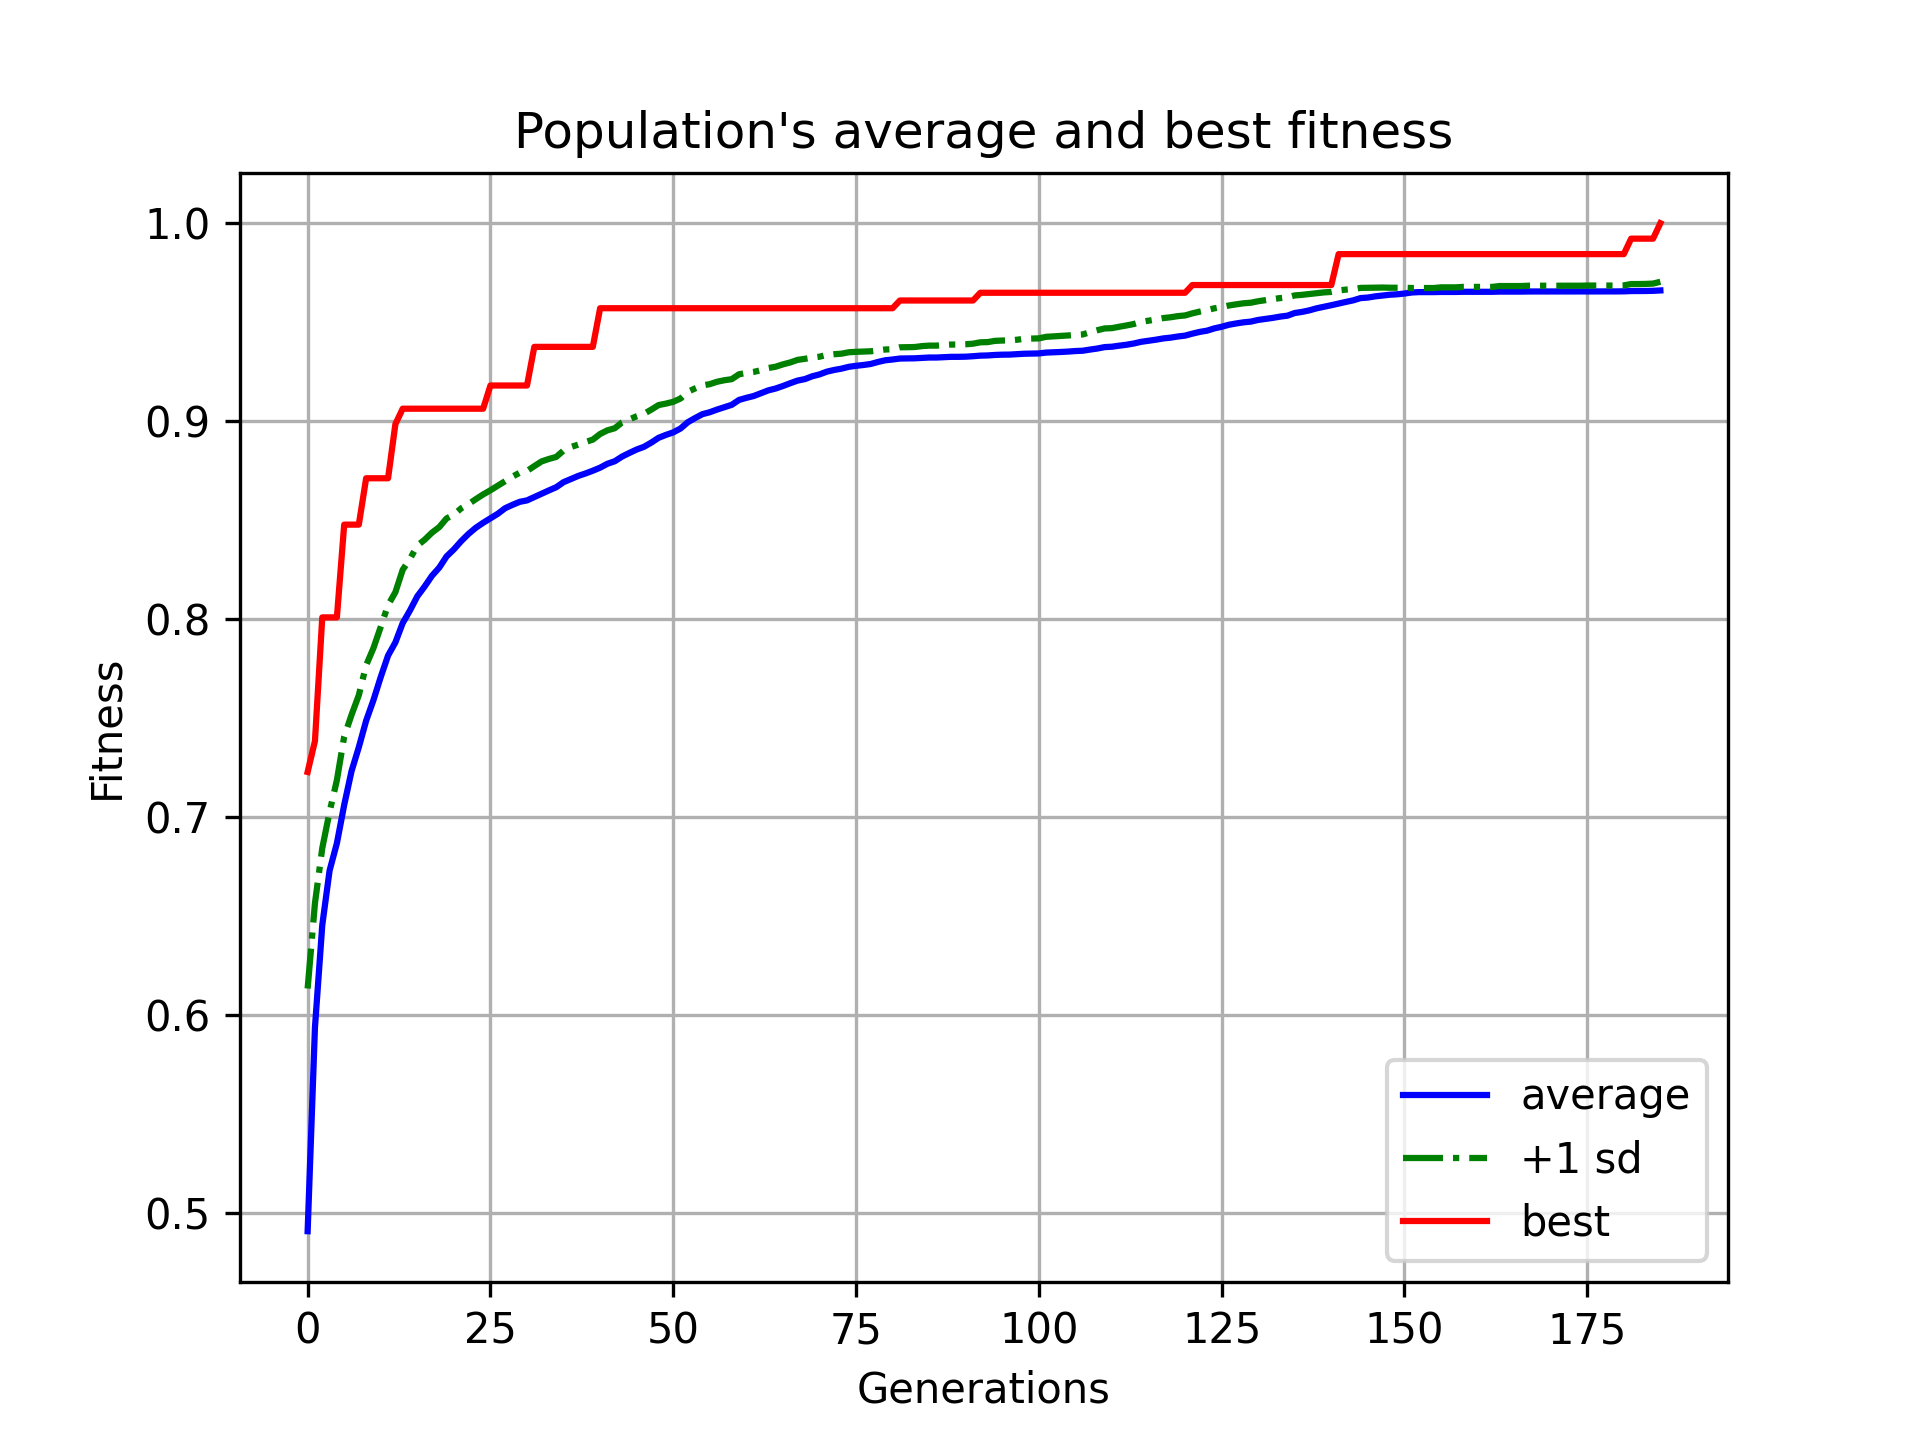 Population's average and best fitness
1.0
0.9
0.8
0.7
0.6
0.5
Fitness
average
+1 sd
best
0 25 50 75 100 125 150 175
Generations